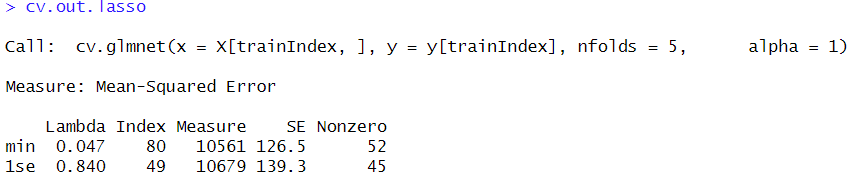 > cv.out.lasso
Call:  cv.glmnet(x = X[trainIndex, ], y = y[trainIndex], nfolds = 5,      alpha = 1)
Measure: Mean-Squared Error
    Lambda Index Measure    SE Nonzero
min  0.047    80   10561 126.5      52
1se  0.840    49   10679 139.3      45